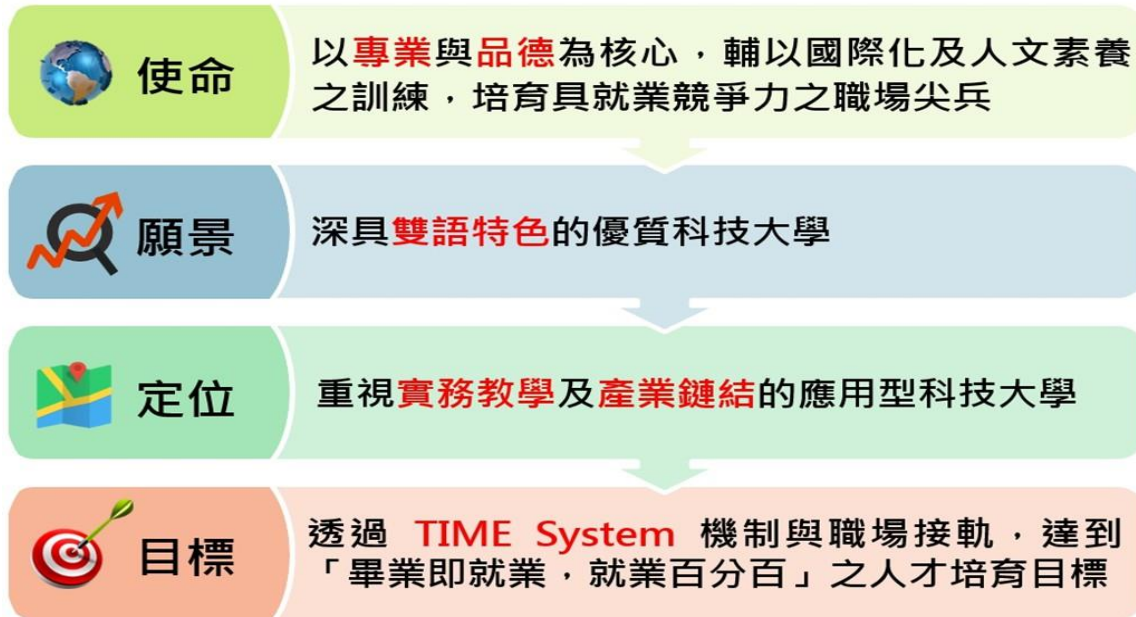 使命
以專業與品德為核心，輔以國際化及人文素養
之訓練，培育具就業競爭力之職場尖兵
願景
深具雙語特色的優質科技大學
定位
重視實務教學及產業鏈結的應用型科技大學
目標
透過 TIME System 機制與職場接軌，達到
「畢業即就業，就業百分百」之人才培育目標